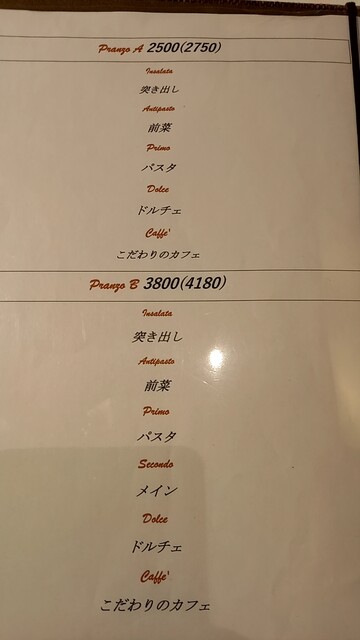 Pranzo A 2500(2750)
Insalata
突き出し
Antipasto
前菜
Primo
パスタ
Dolce
ドルチェ
Caffe'
こだわりのカフェ
Pranzo B 3800(4180)
Insalata
突き出し
Antipasto
前菜
Primo
パスタ
Secondo
メイン
Dolce
ドルチェ
Caffe'
こだわりのカフェ